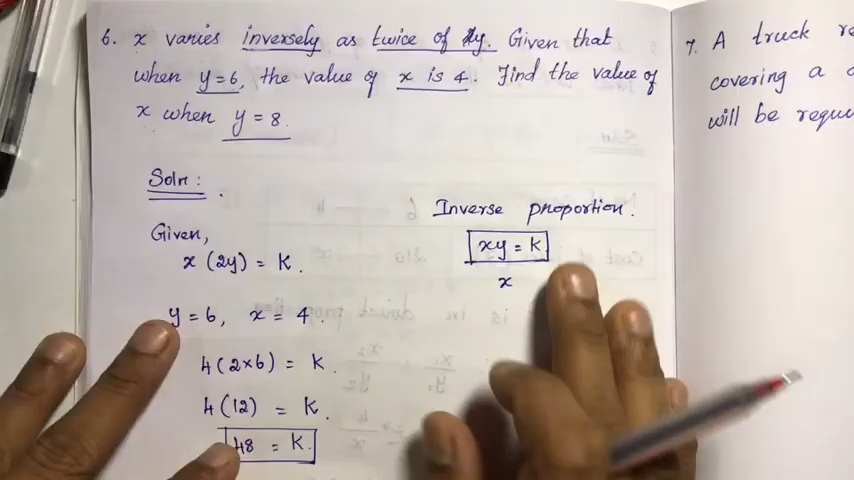 6. x varies inversely as twice of y. Given that
when y=6, the value of x is 4. Find the value of
x when y = 8.
Soln:
Given,
x (2y) = K.
y = 6, x = 4.
4(2×6) = K.
4(12) = K.
48 = K.
Inverse proportion.
xy = K
x
7. A truck
covering a
will be